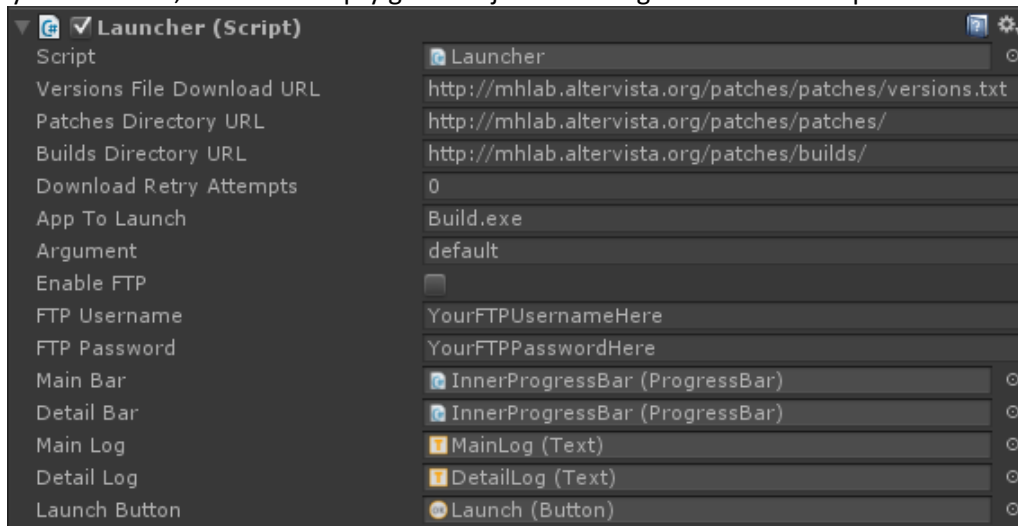 Launcher (Script)
Script Launcher
Versions File Download URL http://mhlab.altervista.org/patches/patches/versions.txt
Patches Directory URL http://mhlab.altervista.org/patches/patches/
Builds Directory URL http://mhlab.altervista.org/patches/builds/
Download Retry Attempts 0
App To Launch Build.exe
Argument default
Enable FTP
FTP Username YourFTPUsernameHere
FTP Password YourFTPPasswordHere
Main Bar InnerProgressBar (ProgressBar)
Detail Bar InnerProgressBar (ProgressBar)
Main Log MainLog (Text)
Detail Log DetailLog (Text)
Launch Button Launch (Button)